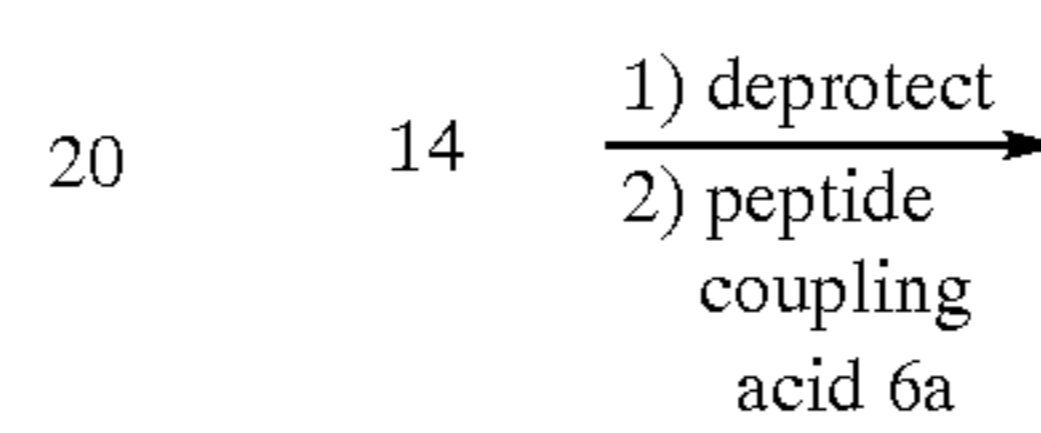 20
14
1) deprotect
2) peptide
coupling
acid 6a